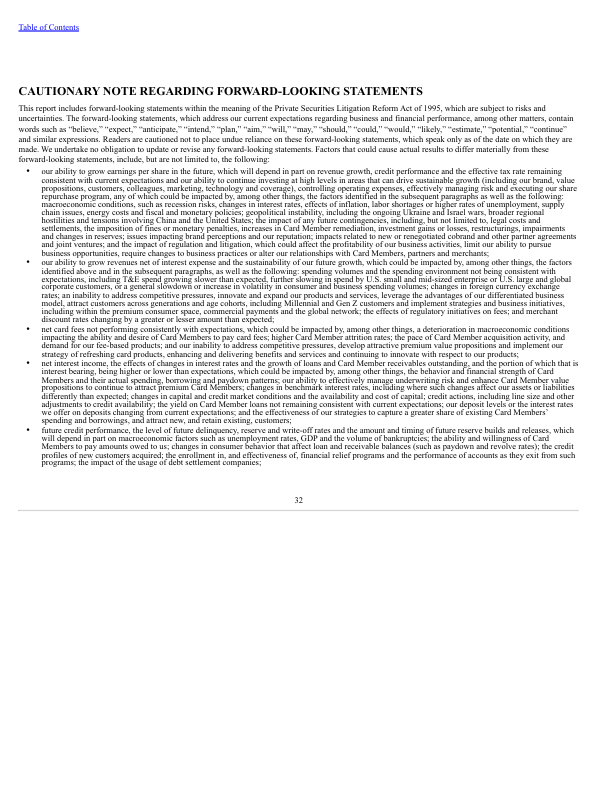 Table of Contents
CAUTIONARY NOTE REGARDING FORWARD-LOOKING STATEMENTS
This report includes forward-looking statements within the meaning of the Private Securities Litigation Reform Act of 1995, which are subject to risks and
uncertainties. The forward-looking statements, which address our current expectations regarding business and financial performance, among other matters, contain
words such as “believe,” “expect,” “anticipate,” “intend,” “plan,” “aim,” “will,” “may,” “should,” “could,” “would,” “likely,” “estimate,” “potential,” “continue”
and similar expressions. Readers are cautioned not to place undue reliance on these forward-looking statements, which speak only as of the date on which they are
made. We undertake no obligation to update or revise any forward-looking statements. Factors that could cause actual results to differ materially from these
forward-looking statements, include, but are not limited to, the following:
• our ability to grow earnings per share in the future, which will depend in part on revenue growth, credit performance and the effective tax rate remaining
consistent with current expectations and our ability to continue investing at high levels in areas that can drive sustainable growth (including our brand, value
propositions, customers, colleagues, marketing, technology and coverage), controlling operating expenses, effectively managing risk and executing our share
repurchase program, any of which could be impacted by, among other things, the factors identified in the subsequent paragraphs as well as the following:
macroeconomic conditions, such as recession risks, changes in interest rates, effects of inflation, labor shortages or higher rates of unemployment, supply
chain issues, energy costs and fiscal and monetary policies; geopolitical instability, including the ongoing Ukraine and Israel wars, broader regional
hostilities and tensions involving China and the United States; the impact of any future contingencies, including, but not limited to, legal costs and
settlements, the imposition of fines or monetary penalties, increases in Card Member remediation, investment gains or losses, restructurings, impairments
and changes in reserves; issues impacting brand perceptions and our reputation; impacts related to new or renegotiated cobrand and other partner agreements
and joint ventures; and the impact of regulation and litigation, which could affect the profitability of our business activities, limit our ability to pursue
business opportunities, require changes to business practices or alter our relationships with Card Members, partners and merchants;
• our ability to grow revenues net of interest expense and the sustainability of our future growth, which could be impacted by, among other things, the factors
identified above and in the subsequent paragraphs, as well as the following: spending volumes and the spending environment not being consistent with
expectations, including T&E spend growing slower than expected, further slowing in spend by U.S. small and mid-sized enterprise or U.S. large and global
corporate customers, or a general slowdown or increase in volatility in consumer and business spending volumes; changes in foreign currency exchange
rates; an inability to address competitive pressures, innovate and expand our products and services, leverage the advantages of our differentiated business
model, attract customers across generations and age cohorts, including Millennial and Gen Z customers and implement strategies and business initiatives,
including within the premium consumer space, commercial payments and the global network; the effects of regulatory initiatives and fees; and merchant
discount rates changing by a greater or lesser amount than expected;
• net card fees not performing consistently with expectations, which could be impacted by, among other things, a deterioration in macroeconomic conditions
impacting the ability and desire of Card Members to pay card fees; higher Card Member attrition rates; the pace of Card Member acquisition activity, and
demand for our fee-based products; and our inability to address competitive pressures, develop attractive premium value propositions and implement our
strategy of refreshing card products, enhancing and delivering benefits and services and continuing to innovate with respect to our products;
• net interest income, the effects of changes in interest rates and the growth of loans and Card Member receivables outstanding, and the portion of which that is
interest bearing, being higher or lower than expectations, which could be impacted by, among other things, the behavior and financial strength of Card
Members and their actual spending, borrowing and paydown patterns; our ability to effectively manage underwriting risk and enhance Card Member value
propositions; changes in benchmark interest rates, including where such changes affect our assets or liabilities
differently than expected; changes in capital and credit market conditions and the availability and cost of capital; credit actions, including line size and other
adjustments to credit availability; the yield on Card Member loans not remaining consistent with current expectations; our deposit levels or the interest rates
we offer on deposits changing from current expectations; and the effectiveness of our strategies to capture a greater share of existing Card Members’
spending and borrowings, and attract new, and retain existing, customers;
• future credit performance, the level of future delinquency, reserve and write-off rates and the amount and timing of future reserve builds and releases, which
will depend in part on macroeconomic factors such as unemployment rates, GDP and the volume of bankruptcies; the ability and willingness of Card
Members to pay amounts owed to us; changes in consumer behavior that affect loan and receivable balances (such as paydown and revolve rates); the credit
profiles of new customers acquired; the enrollment in, and effectiveness of, financial relief programs and the performance of accounts as they exit from such
programs; the impact of the usage of debt settlement companies;
32